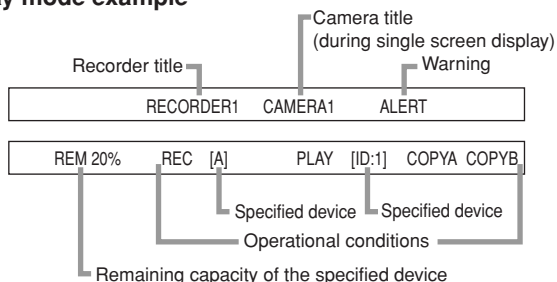 ay mode example
Camera title
(during single screen display)
Recorder title
Warning
RECORDER1 CAMERA1 ALERT
REM 20% REC [A] PLAY [ID:1] COPYA COPYB
Specified device Specified device
Operational conditions
Remaining capacity of the specified device